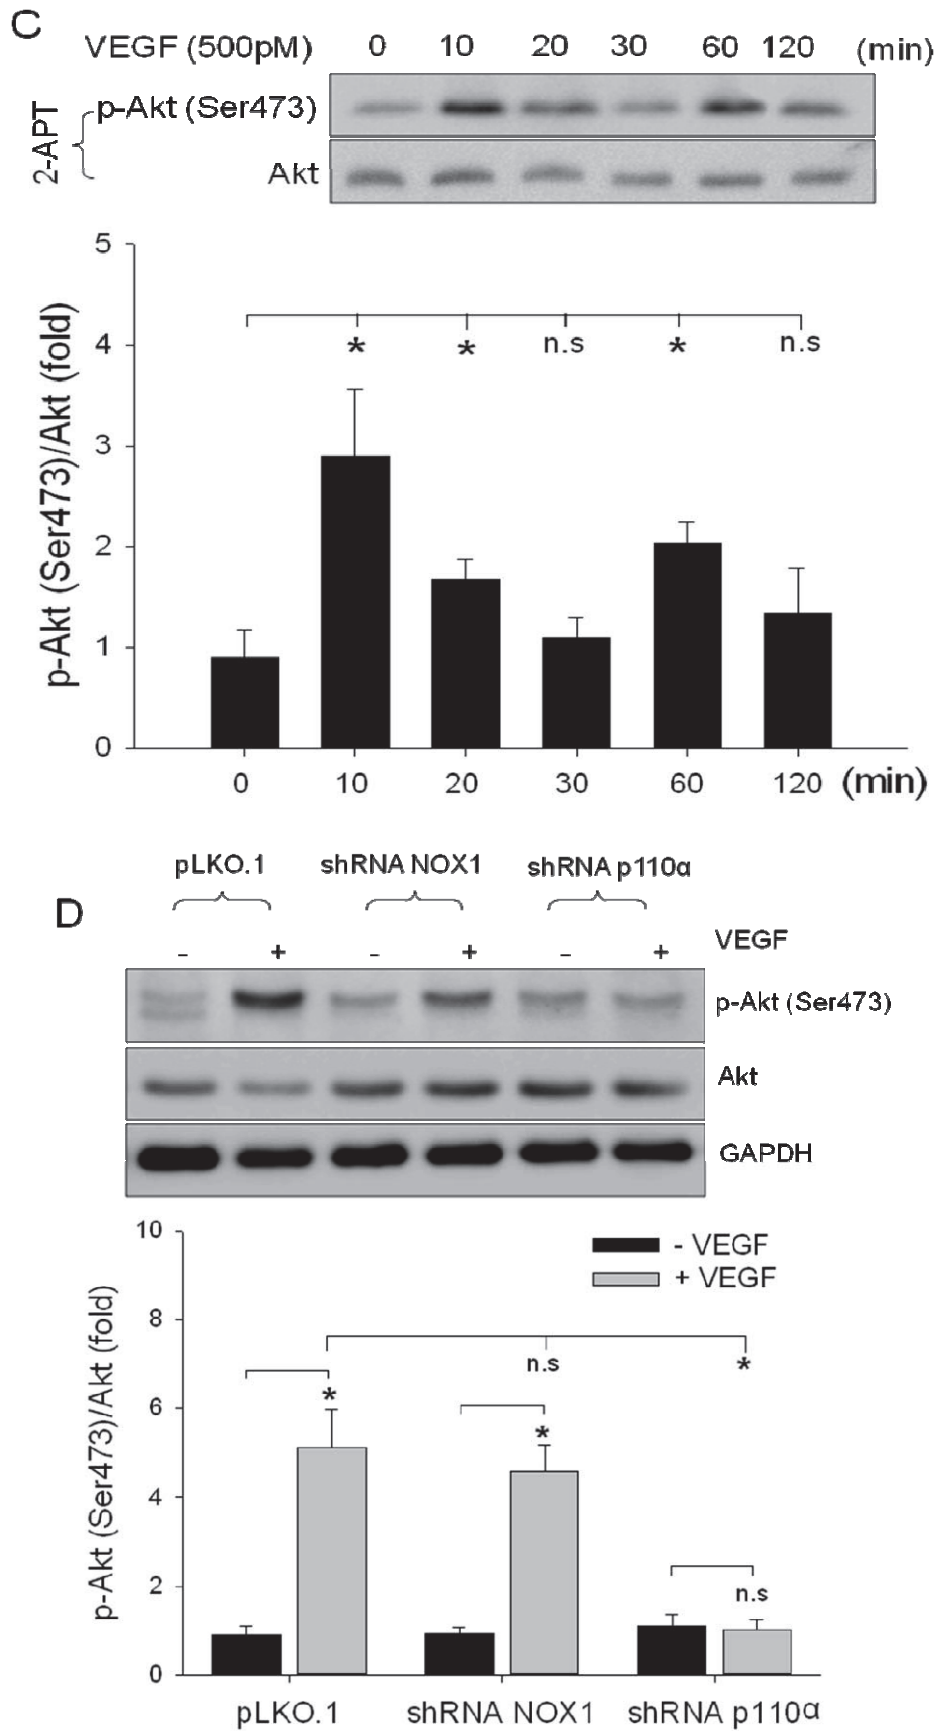 C
VEGF (500pM) 0 10 20 30 60 120 (min)
2-APT
p-Akt (Ser473)
Akt
p-Akt (Ser473)/Akt (fold)
5
4
3
2
1
0
* * n.s * n.s
0 10 20 30 60 120 (min)
D
pLKO.1 shRNA NOX1 shRNA p110α
- + - + - + VEGF
p-Akt (Ser473)
Akt
GAPDH
p-Akt (Ser473)/Akt (fold)
10
8
6
4
2
0
- VEGF
+ VEGF
n.s *
*
*
n.s
pLKO.1 shRNA NOX1 shRNA p110α